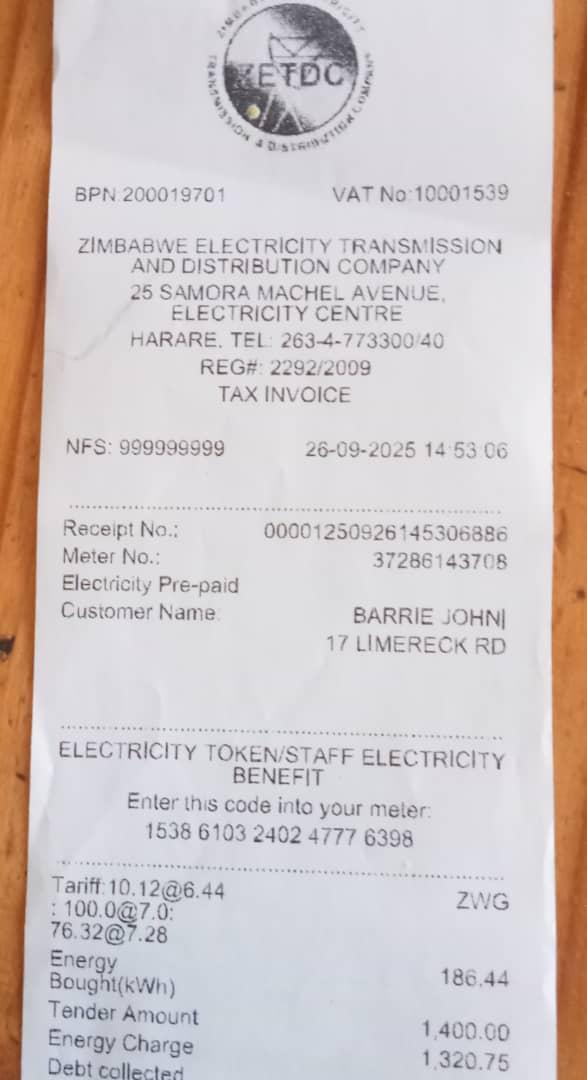 ZETDC
TRANSMISSION & DISTRIBUTION COMPANY
BPN:200019701 VAT No:10001539
ZIMBABWE ELECTRICITY TRANSMISSION
AND DISTRIBUTION COMPANY
25 SAMORA MACHEL AVENUE,
ELECTRICITY CENTRE
HARARE, TEL: 263-4-773300/40
REG#: 2292/2009
TAX INVOICE
NFS: 999999999 26-09-2025 14:53:06
Receipt No.: 00001250926145306886
Meter No.: 37286143708
Electricity Pre-paid
Customer Name: BARRIE JOHN|
17 LIMERECK RD
ELECTRICITY TOKEN/STAFF ELECTRICITY
BENEFIT
Enter this code into your meter:
1538 6103 2402 4777 6398
Tariff:10.12@6.44 ZWG
: 100.0@7.0:
76.32@7.28
Energy
Bought(kWh) 186.44
Tender Amount 1,400.00
Energy Charge 1,320.75
Debt collected